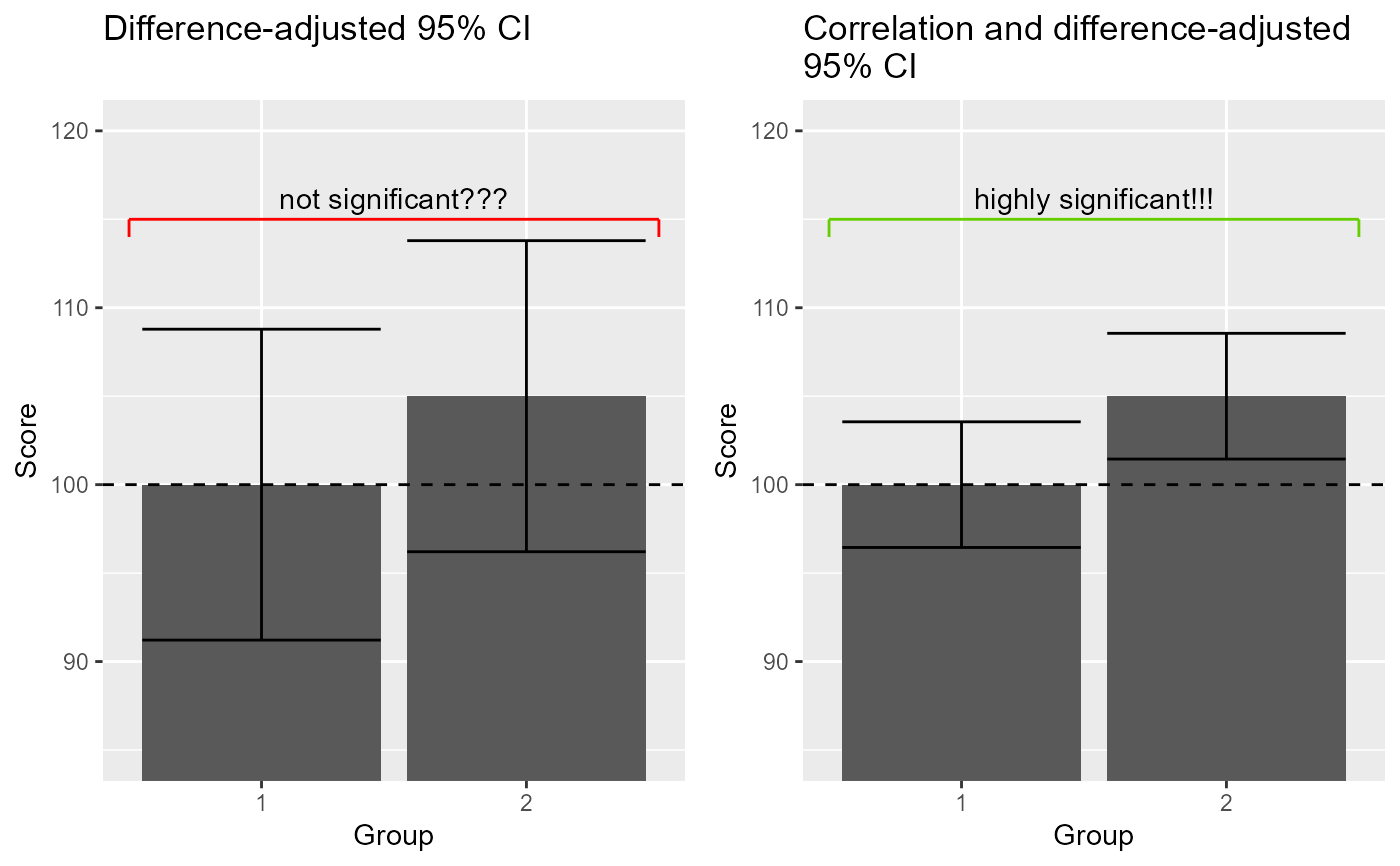 Difference-adjusted 95% CI
120
not significant???
110
100
90
Score
1
2
Group
Correlation and difference-adjusted
95% CI
120
highly significant!!!
110
100
90
Score
1
2
Group